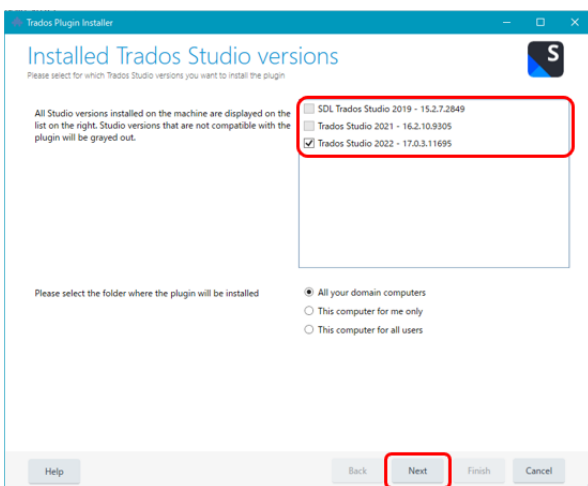 Trados Plugin Installer
Installed Trados Studio versions
Please select for which Trados Studio versions you want to install the plugin
S
All Studio versions installed on the machine are displayed on the
list on the right. Studio versions that are not compatible with the
plugin will be grayed out.
SDL Trados Studio 2019 - 15.2.7.2849
Trados Studio 2021 - 16.2.10.9305
Trados Studio 2022 - 17.0.3.11695
Please select the folder where the plugin will be installed
All your domain computers
This computer for me only
This computer for all users
Help
Back
Next
Finish
Cancel